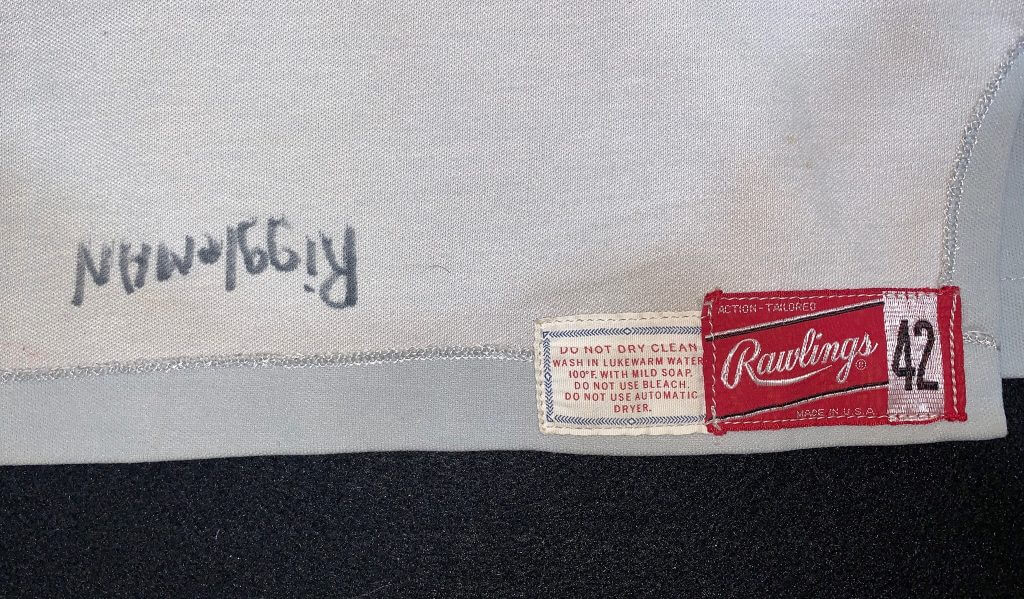 RiggleMAN
DO NOT DRY CLEAN
WASH IN LUKEWARM WATER
100°F. WITH MILD SOAP.
DO NOT USE BLEACH.
DO NOT USE AUTOMATIC
DRYER.
ACTION-TAILORED
Rawlings®
MADE IN U.S.A
42